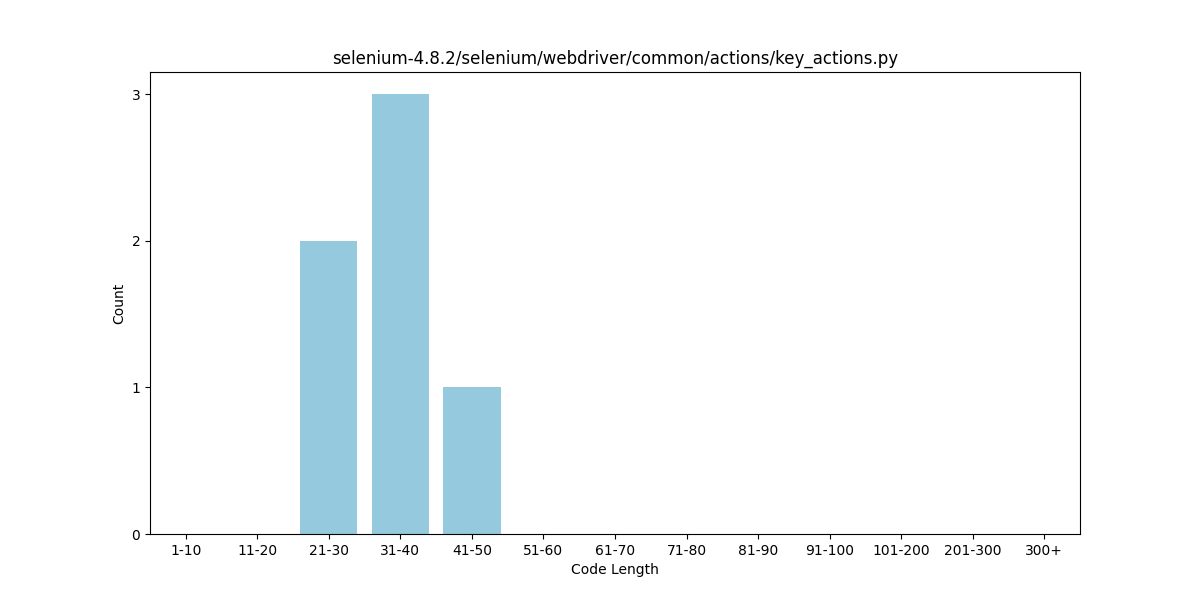 selenium-4.8.2/selenium/webdriver/common/actions/key_actions.py
3
2
1
0
Count
1-10 11-20 21-30 31-40 41-50 51-60 61-70 71-80 81-90 91-100 101-200 201-300 300+
Code Length